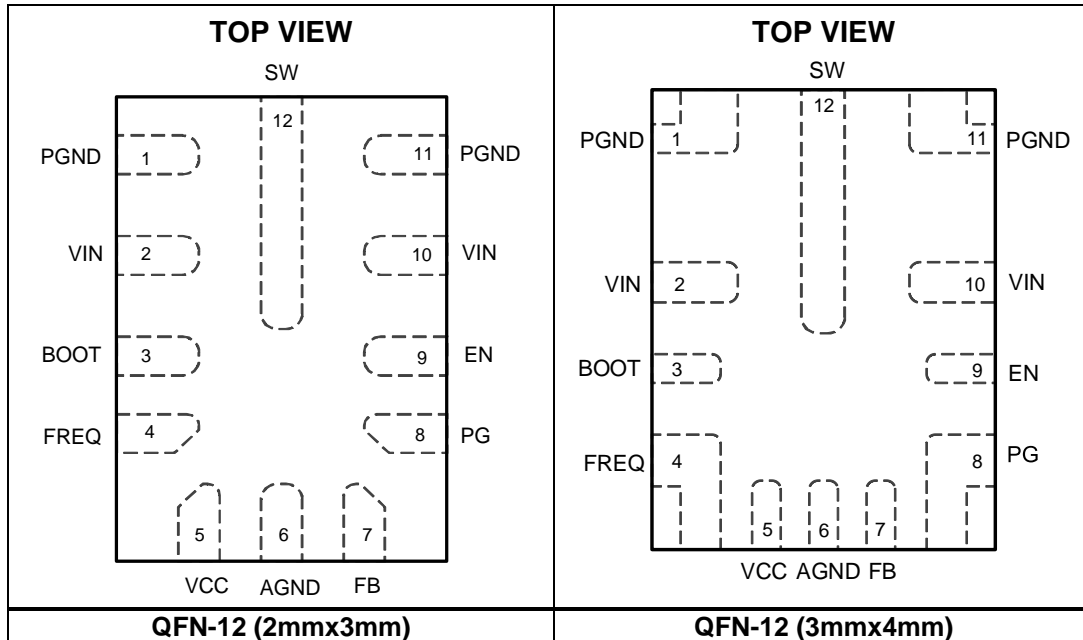 TOP VIEW
SW
12
PGND 1 11 PGND
VIN 2 10 VIN
BOOT 3 9 EN
FREQ 4 8 PG
5 6 7
VCC AGND FB
QFN-12 (2mmx3mm)
TOP VIEW
SW
12
PGND 1 11 PGND
VIN 2 10 VIN
BOOT 3 9 EN
FREQ 4 8 PG
5 6 7
VCC AGND FB
QFN-12 (3mmx4mm)